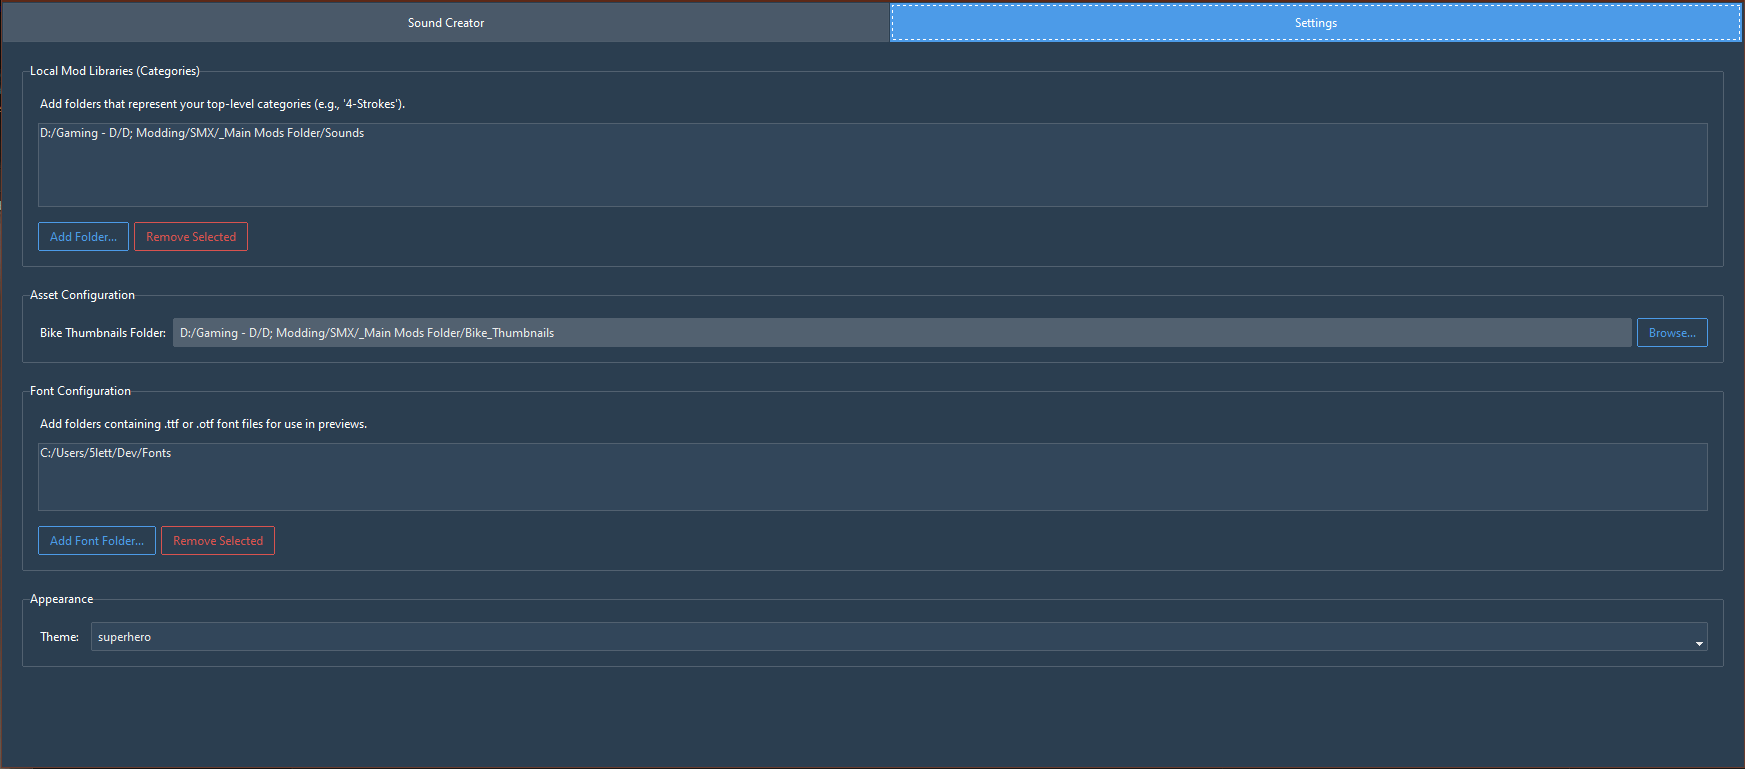 Sound Creator
Settings
Local Mod Libraries (Categories)
Add folders that represent your top-level categories (e.g., '4-Strokes').
D:/Gaming - D/D; Modding/SMX/_Main Mods Folder/Sounds
Add Folder...
Remove Selected
Asset Configuration
Bike Thumbnails Folder:
D:/Gaming - D/D; Modding/SMX/_Main Mods Folder/Bike_Thumbnails
Browse...
Font Configuration
Add folders containing .ttf or .otf font files for use in previews.
C:/Users/5lett/Dev/Fonts
Add Font Folder...
Remove Selected
Appearance
Theme:
superhero